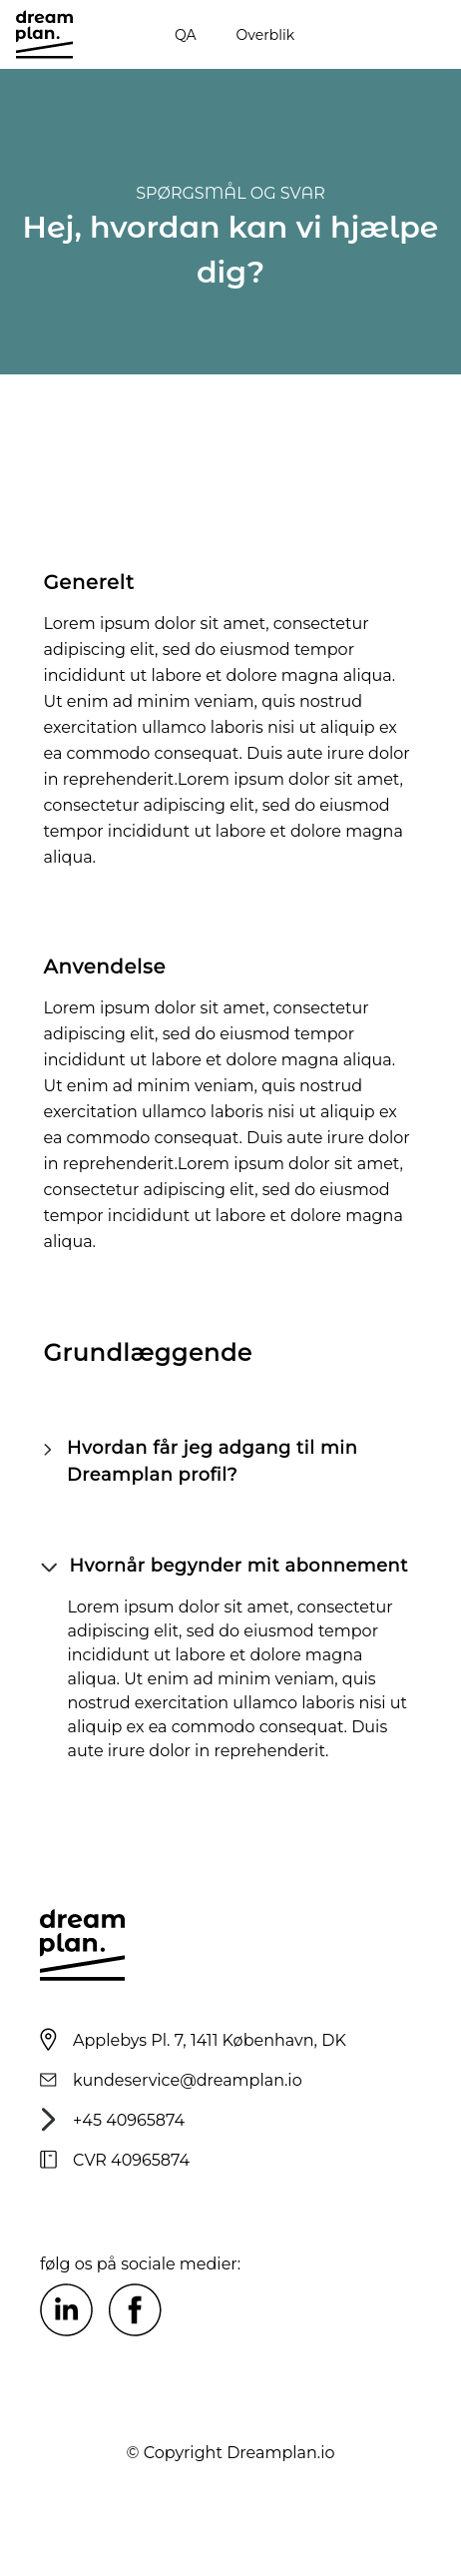 dream
plan.
QA Overblik
SPØRGSMÅL OG SVAR
Hej, hvordan kan vi hjælpe
dig?
Generelt
Lorem ipsum dolor sit amet, consectetur
adipiscing elit, sed do eiusmod tempor
incididunt ut labore et dolore magna aliqua.
Ut enim ad minim veniam, quis nostrud
exercitation ullamco laboris nisi ut aliquip ex
ea commodo consequat. Duis aute irure dolor
in reprehenderit.Lorem ipsum dolor sit amet,
consectetur adipiscing elit, sed do eiusmod
tempor incididunt ut labore et dolore magna
aliqua.
Anvendelse
Lorem ipsum dolor sit amet, consectetur
adipiscing elit, sed do eiusmod tempor
incididunt ut labore et dolore magna aliqua.
Ut enim ad minim veniam, quis nostrud
exercitation ullamco laboris nisi ut aliquip ex
ea commodo consequat. Duis aute irure dolor
in reprehenderit.Lorem ipsum dolor sit amet,
consectetur adipiscing elit, sed do eiusmod
tempor incididunt ut labore et dolore magna
aliqua.
Grundlæggende
Hvordan får jeg adgang til min
Dreamplan profil?
Hvornår begynder mit abonnement
Lorem ipsum dolor sit amet, consectetur
adipiscing elit, sed do eiusmod tempor
incididunt ut labore et dolore magna
aliqua. Ut enim ad minim veniam, quis
nostrud exercitation ullamco laboris nisi ut
aliquip ex ea commodo consequat. Duis
aute irure dolor in reprehenderit.
dream
plan.
Applebys Pl. 7, 1411 København, DK
kundeservice@dreamplan.io
+45 40965874
CVR 40965874
følg os på sociale medier:
in f
© Copyright Dreamplan.io